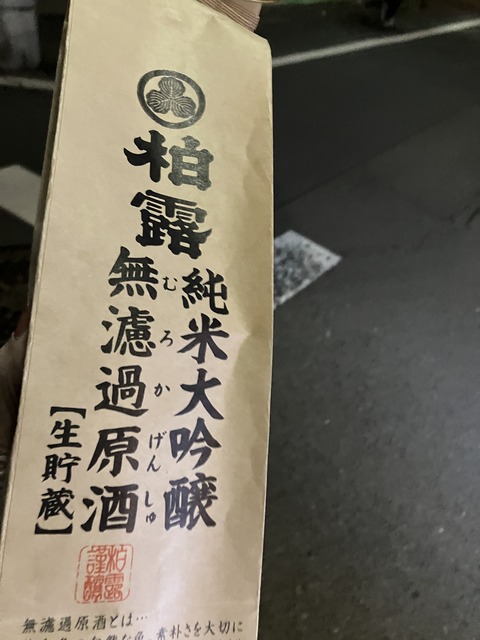 柏露
純米大吟醸
無濾過原酒
むろかげんしゅ
【生貯蔵】
柏露
謹醸
無濾過原酒とは…
素朴さを大切に